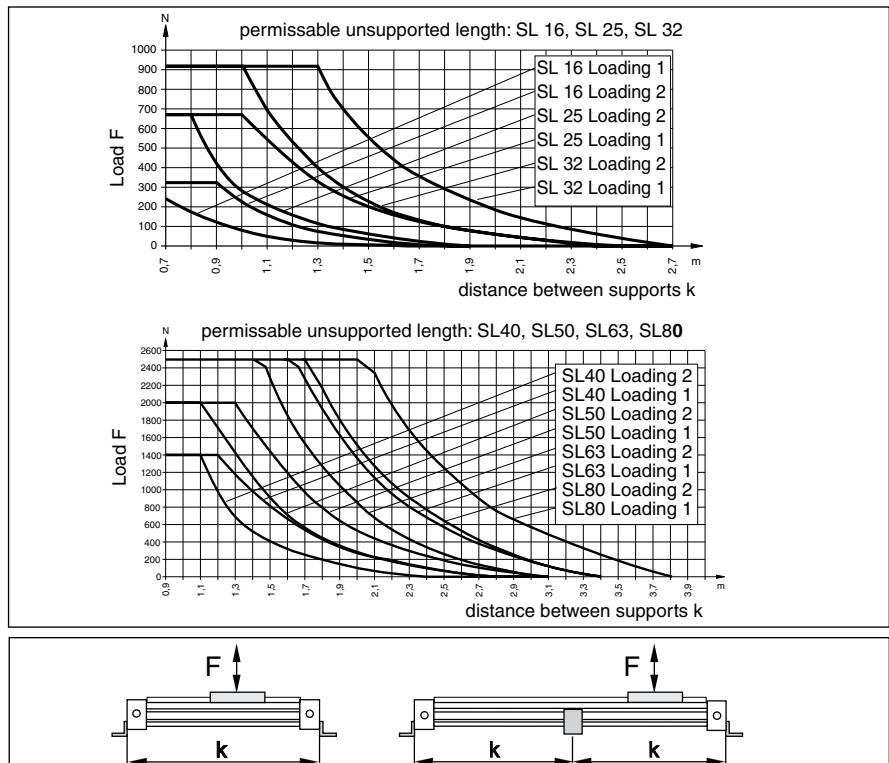 permissable unsupported length: SL 16, SL 25, SL 32
N
1000
900
800
700
600
500
400
300
200
100
0
Load F
SL 16 Loading 1
SL 16 Loading 2
SL 25 Loading 2
SL 25 Loading 1
SL 32 Loading 2
SL 32 Loading 1
0,7 0,9 1,1 1,3 1,5 1,7 1,9 2,1 2,3 2,5 2,7 m
distance between supports k
permissable unsupported length: SL40, SL50, SL63, SL80
N
2600
2400
2200
2000
1800
1600
1400
1200
1000
800
600
400
200
0
Load F
SL40 Loading 2
SL40 Loading 1
SL50 Loading 2
SL50 Loading 1
SL63 Loading 2
SL63 Loading 1
SL80 Loading 2
SL80 Loading 1
0,9 1,1 1,3 1,5 1,7 1,9 2,1 2,3 2,5 2,7 2,9 3,1 3,3 3,5 3,7 3,9 m
distance between supports k
F F
k k k